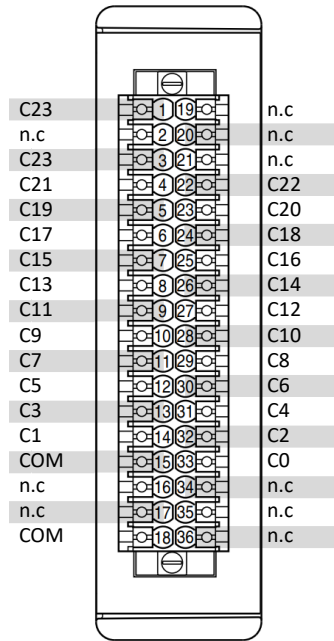 C23 1 19 n.c
n.c 2 20 n.c
C23 3 21 n.c
C21 4 22 C22
C19 5 23 C20
C17 6 24 C18
C15 7 25 C16
C13 8 26 C14
C11 9 27 C12
C9 10 28 C10
C7 11 29 C8
C5 12 30 C6
C3 13 31 C4
C1 14 32 C2
COM 15 33 C0
n.c 16 34 n.c
n.c 17 35 n.c
COM 18 36 n.c